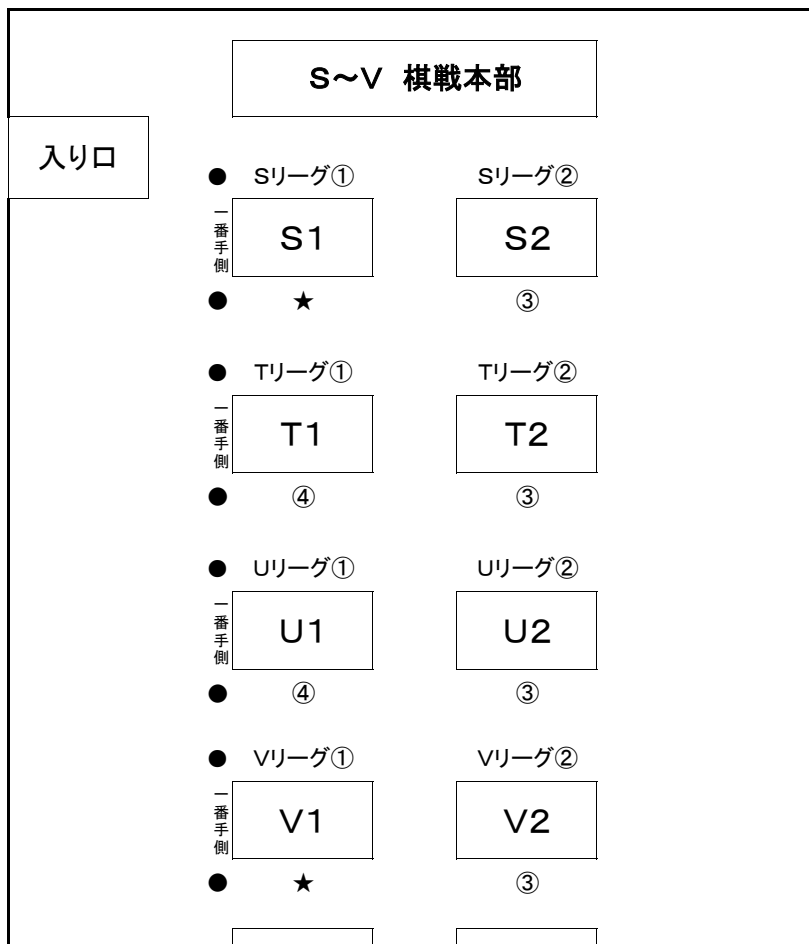 S～V 棋戦本部
入り口
● Sリーグ① Sリーグ②
一番手側 S1 S2
● ★ ③
● Tリーグ① Tリーグ②
一番手側 T1 T2
● ④ ③
● Uリーグ① Uリーグ②
一番手側 U1 U2
● ④ ③
● Vリーグ① Vリーグ②
一番手側 V1 V2
● ★ ③